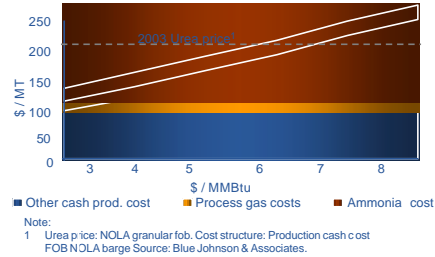 250
200
150
100
50
0
$ / MT
2003 Urea price¹
3 4 5 6 7 8
$ / MMBtu
Other cash prod. cost Process gas costs Ammonia cost
Note:
1 Urea price: NOLA granular fob. Cost structure: Production cash cost
FOB NOLA barge Source: Blue Johnson & Associates.